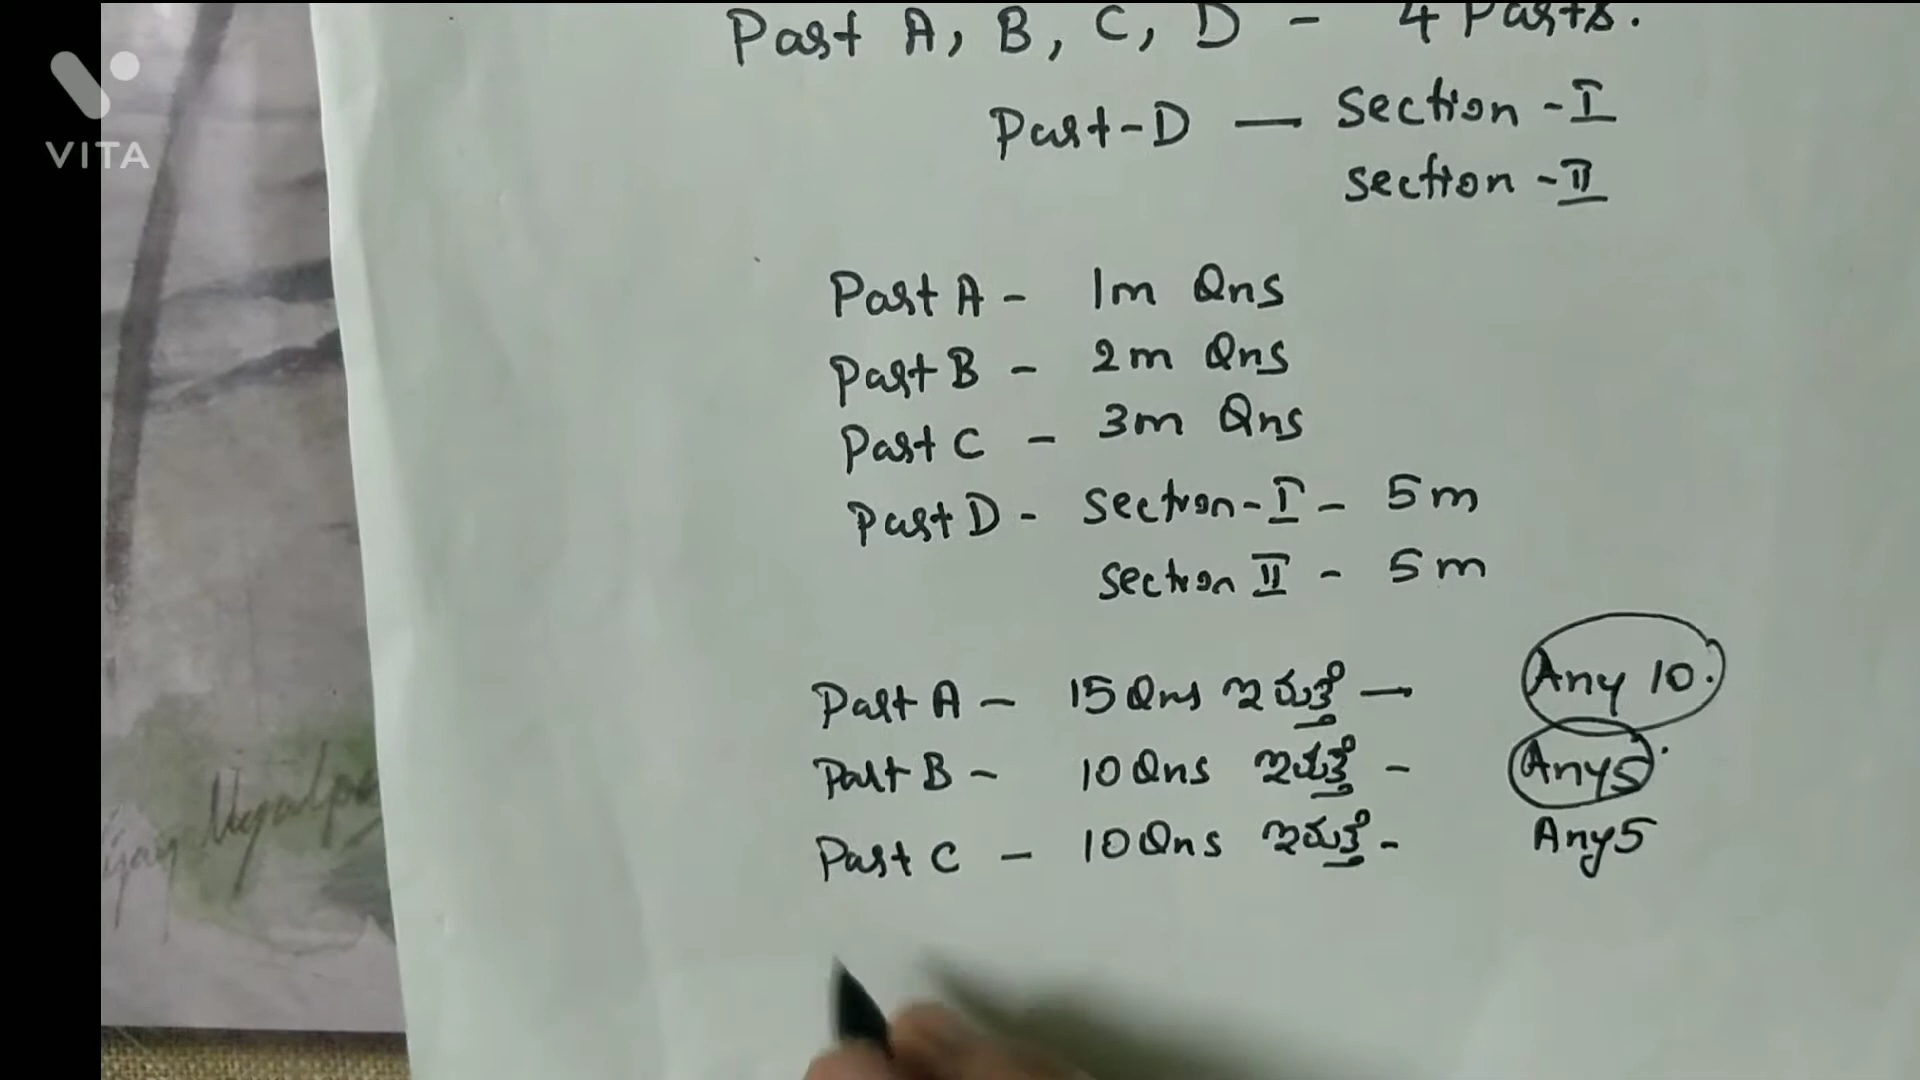 VITA
Part A, B, C, D - 4 Parts.
Part-D — Section - I
Section - II
Part A - 1m Qns
Part B - 2m Qns
Part C - 3m Qns
Part D - Section - I - 5m
Section II - 5m
Part A - 15 Qns ಇರುತ್ತೆ — Any 10.
Part B - 10 Qns ಇರುತ್ತೆ - Any 5.
Part C - 10 Qns ಇರುತ್ತೆ - Any 5